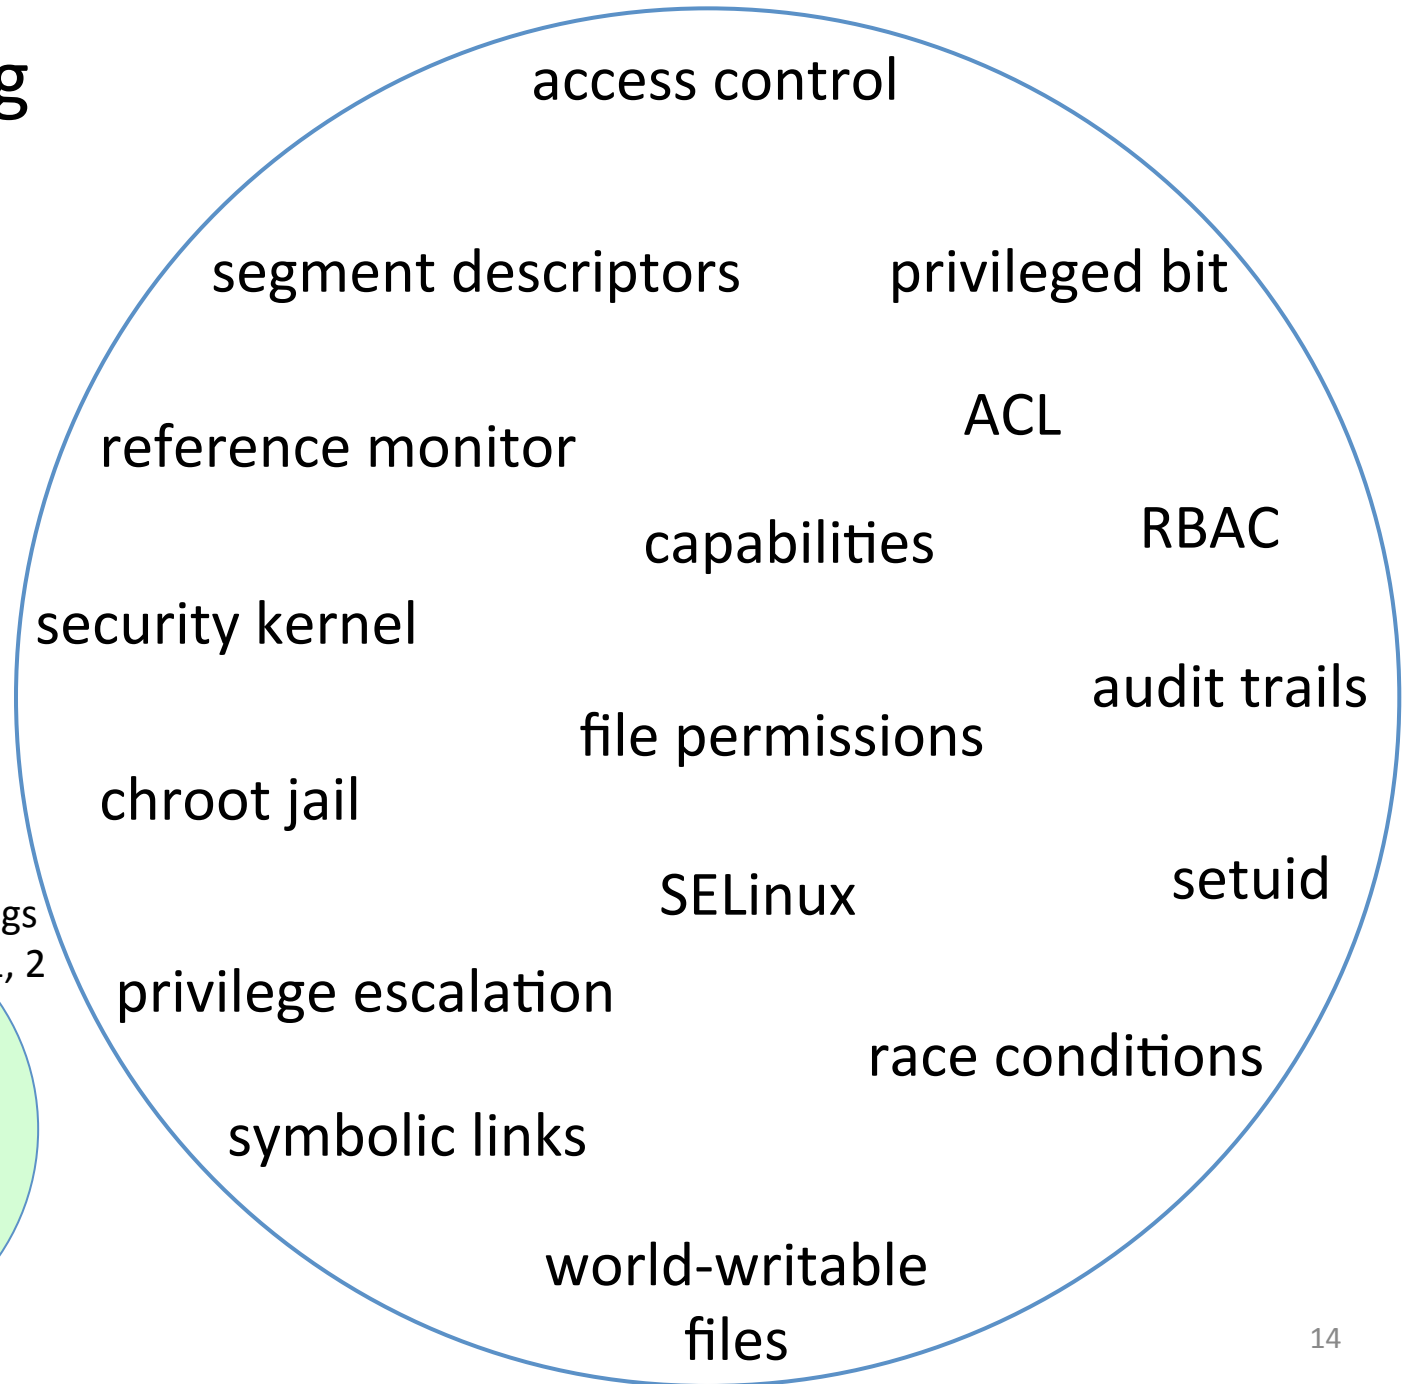 g
access control
segment descriptors
privileged bit
ACL
reference monitor
RBAC
capabilities
security kernel
audit trails
file permissions
chroot jail
setuid
SELinux
gs
, 2
privilege escalation
race conditions
symbolic links
world-writable
files
14